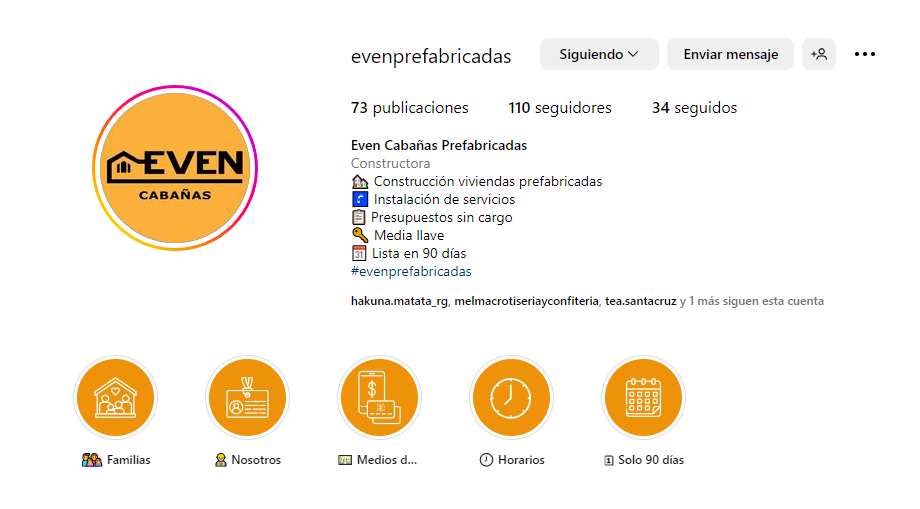 evenprefabricadas
Siguiendo
Enviar mensaje
73 publicaciones
110 seguidores
34 seguidos
EVEN
CABAÑAS
Even Cabañas Prefabricadas
Constructora
🏘️ Construcción viviendas prefabricadas
Instalación de servicios
📋 Presupuestos sin cargo
🔑 Media llave
📅 Lista en 90 días
#evenprefabricadas
hakuna.matata_rg, melmacrotiseriayconfiteria, tea.santacruz y 1 más siguen esta cuenta
Familias
Nosotros
Medios d...
Horarios
Solo 90 días